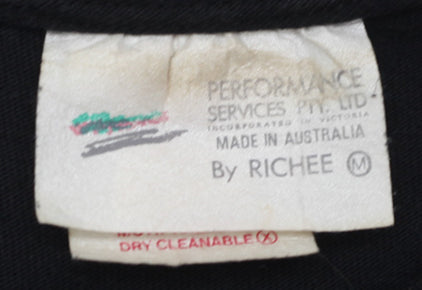 PERFORMANCE
SERVICES PTY. LTD
INCORPORATED IN VICTORIA
MADE IN AUSTRALIA
By RICHEE M
DRY CLEANABLE X